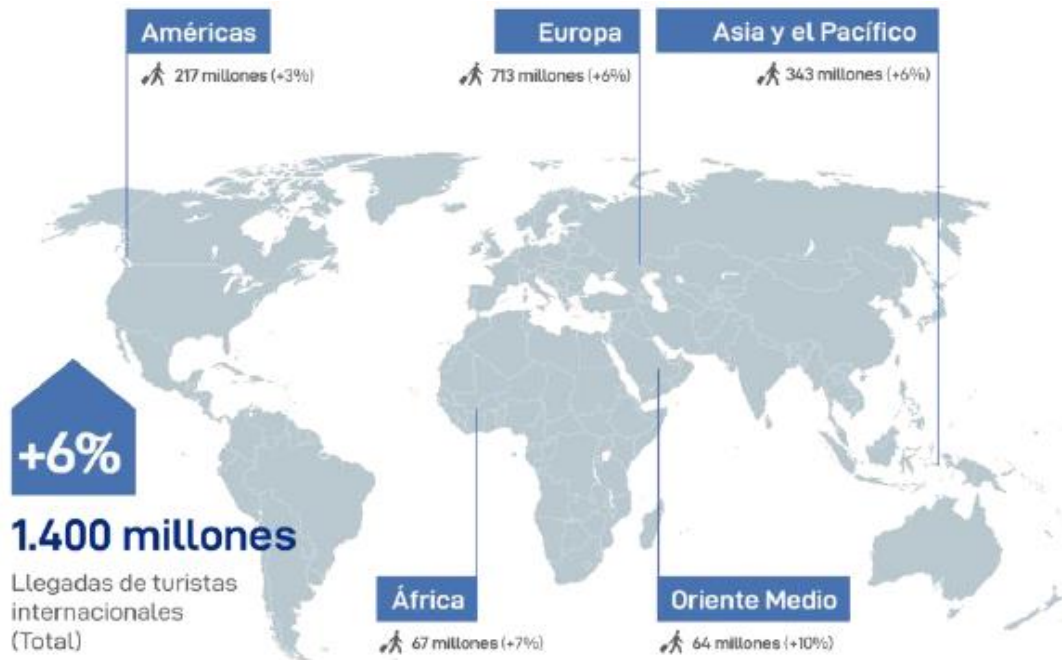 Américas
217 millones (+3%)
Europa
713 millones (+6%)
Asia y el Pacífico
343 millones (+6%)
+6%
1.400 millones
Llegadas de turistas
internacionales
(Total)
África
67 millones (+7%)
Oriente Medio
64 millones (+10%)